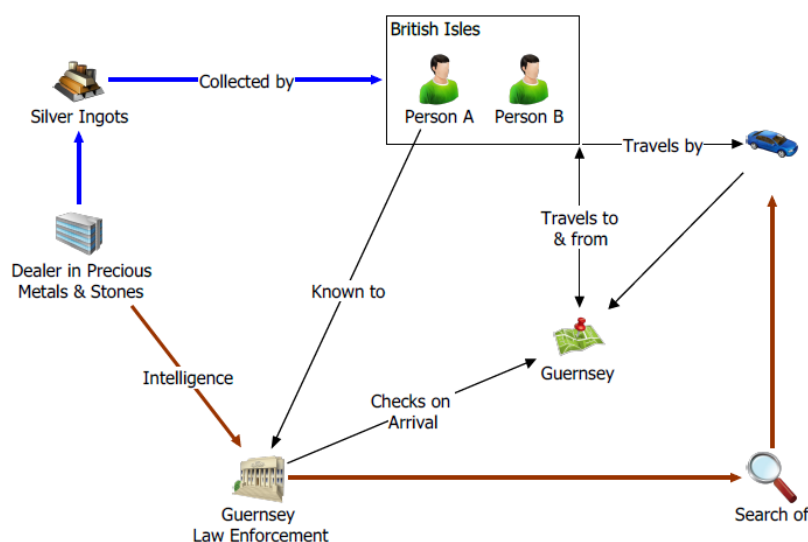 British Isles
Collected by
Silver Ingots
Person A
Person B
Travels by
Travels to
& from
Dealer in Precious
Metals & Stones
Known to
Intelligence
Guernsey
Checks on
Arrival
Guernsey
Law Enforcement
Search of